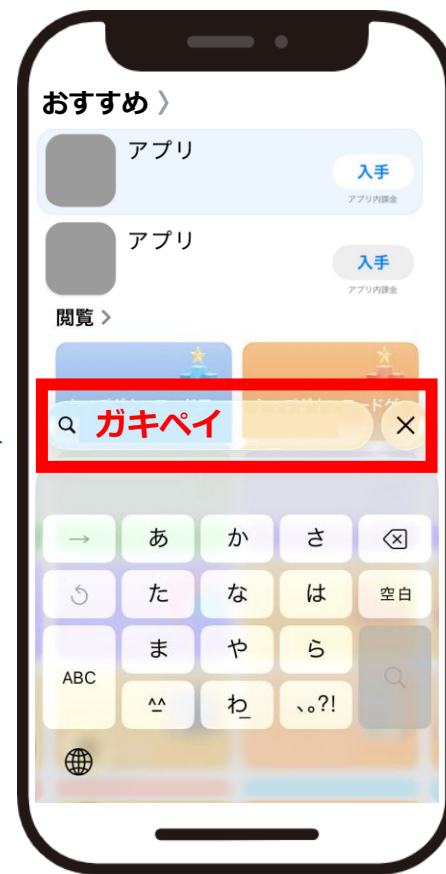 おすすめ 〉
アプリ
入手
アプリ内課金
アプリ
入手
アプリ内課金
閲覧 >
ガキペイ
→ あ か さ
た な は 空白
ま や ら
ABC
^^ わ_ 、。?!